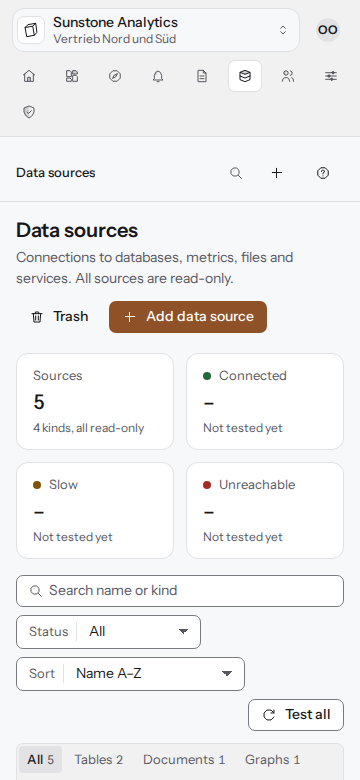 Sunstone Analytics
Vertrieb Nord und Süd
OO
Data sources
Data sources
Connections to databases, metrics, files and
services. All sources are read-only.
Trash
Add data source
Sources
5
4 kinds, all read-only
Connected
–
Not tested yet
Slow
–
Not tested yet
Unreachable
–
Not tested yet
Search name or kind
Status All
Sort Name A–Z
Test all
All 5 Tables 2 Documents 1 Graphs 1